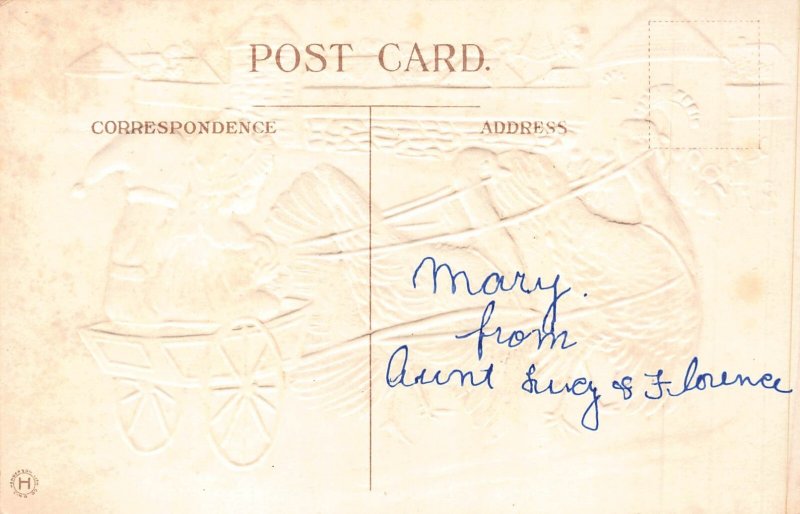 POST CARD.
CORRESPONDENCE
ADDRESS
Mary.
from
Aunt Lucy & Florence
H